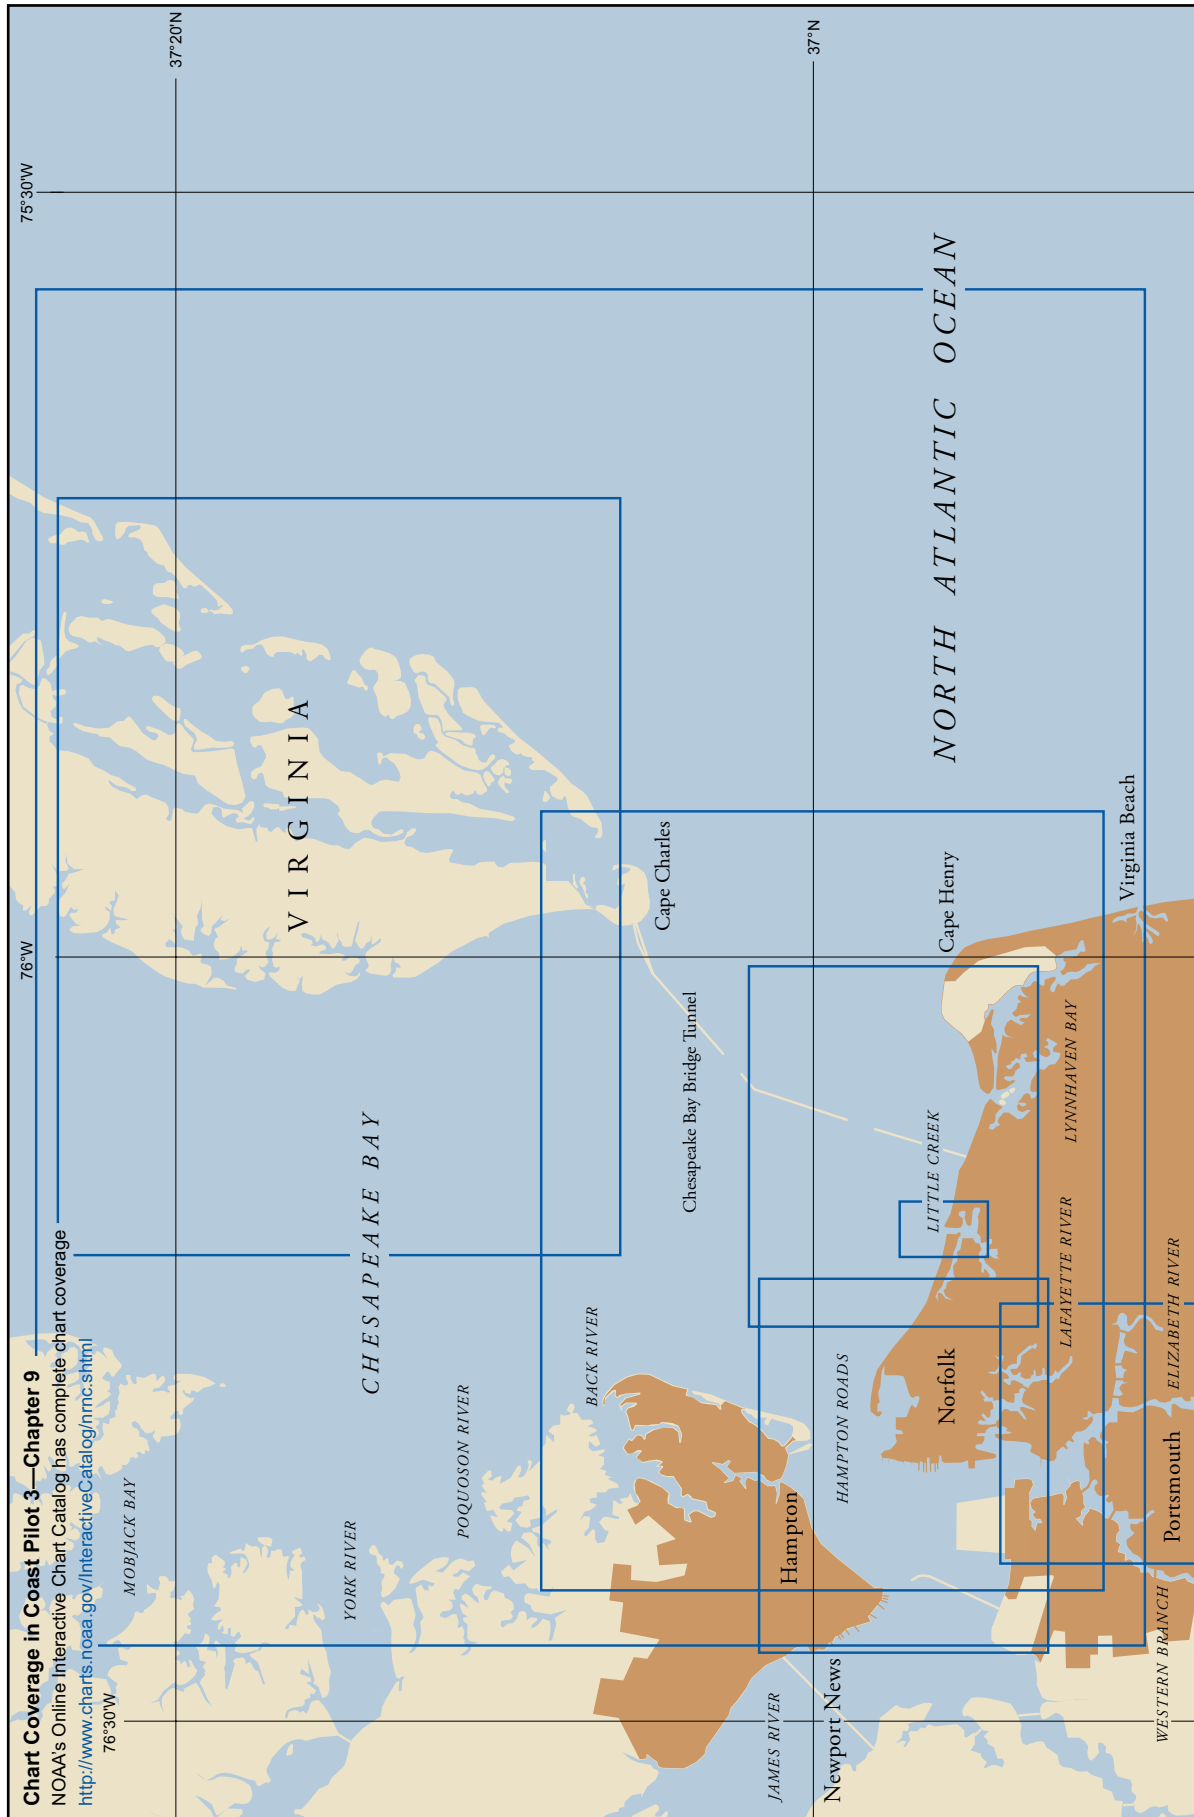 Chart Coverage in Coast Pilot 3—Chapter 9
NOAA's Online Interactive Chart Catalog has complete chart coverage
http://www.charts.noaa.gov/InteractiveCatalog/nrnc.shtml
76°30'W
76°W
75°30'W
37°20'N
37°N
MOBJACK BAY
VIRGINIA
YORK RIVER
CHESAPEAKE BAY
POQUOSON RIVER
BACK RIVER
Cape Charles
Chesapeake Bay Bridge Tunnel
JAMES RIVER
Hampton
Newport News
HAMPTON ROADS
LITTLE CREEK
Norfolk
Cape Henry
NORTH ATLANTIC OCEAN
LAFAYETTE RIVER
LYNNHAVEN BAY
Virginia Beach
WESTERN BRANCH
Portsmouth
ELIZABETH RIVER